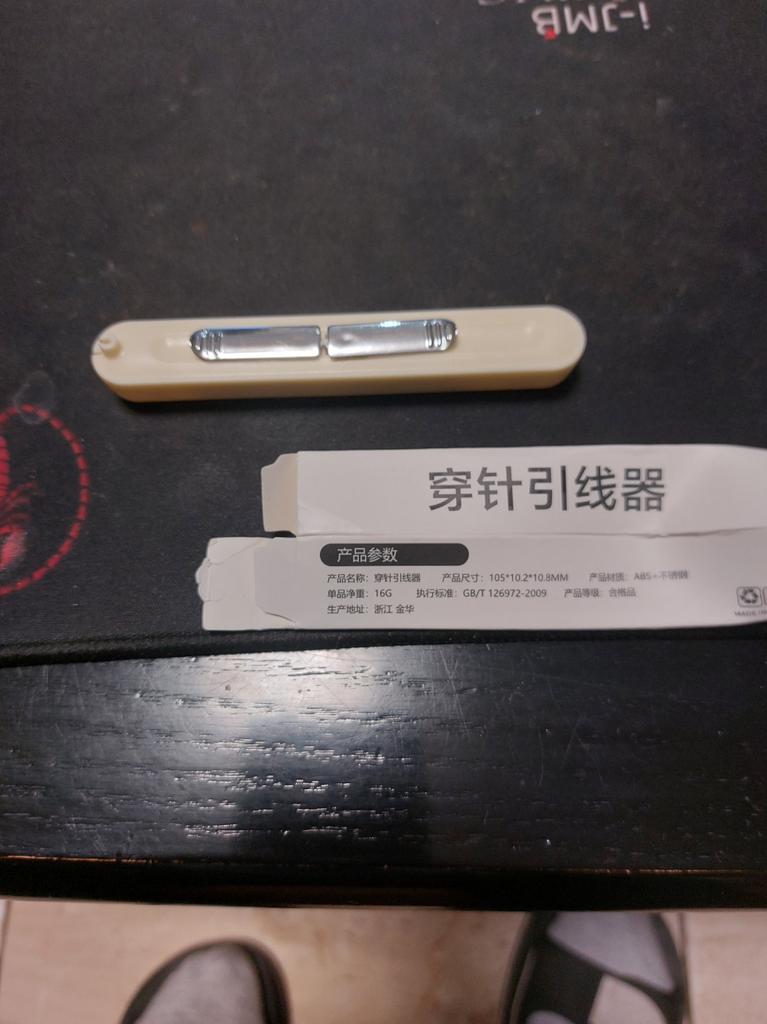 i-JMB
穿针引线器
产品参数
产品名称：穿针引线器 产品尺寸：105*10.2*10.8MM 产品材质：ABS+不锈钢
单品净重：16G 执行标准：GB/T 126972-2009 产品等级：合格品
生产地址：浙江 金华
MADE IN